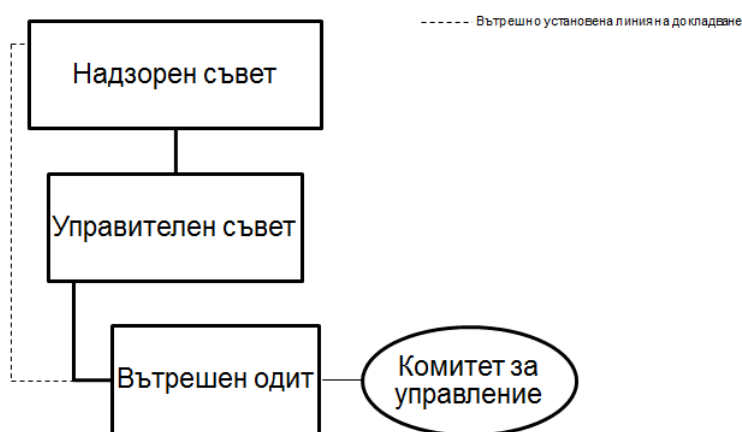 Вътрешно установена линия на докладване
Надзорен съвет
Управителен съвет
Вътрешен одит
Комитет за
управление